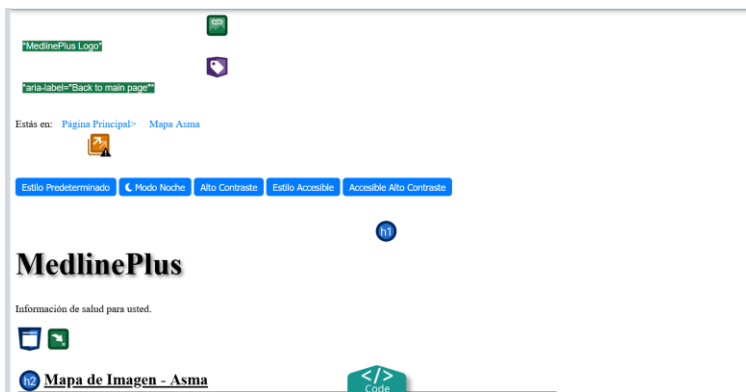 *MedlinePlus Logo*
*aria-label="Back to main page"*
Estás en: Página Principal> Mapa Asma
Estilo Predeterminado Modo Noche Alto Contraste Estilo Accesible Accesible Alto Contraste
h1
MedlinePlus
Información de salud para usted.
h2 Mapa de Imagen - Asma
</>
Code